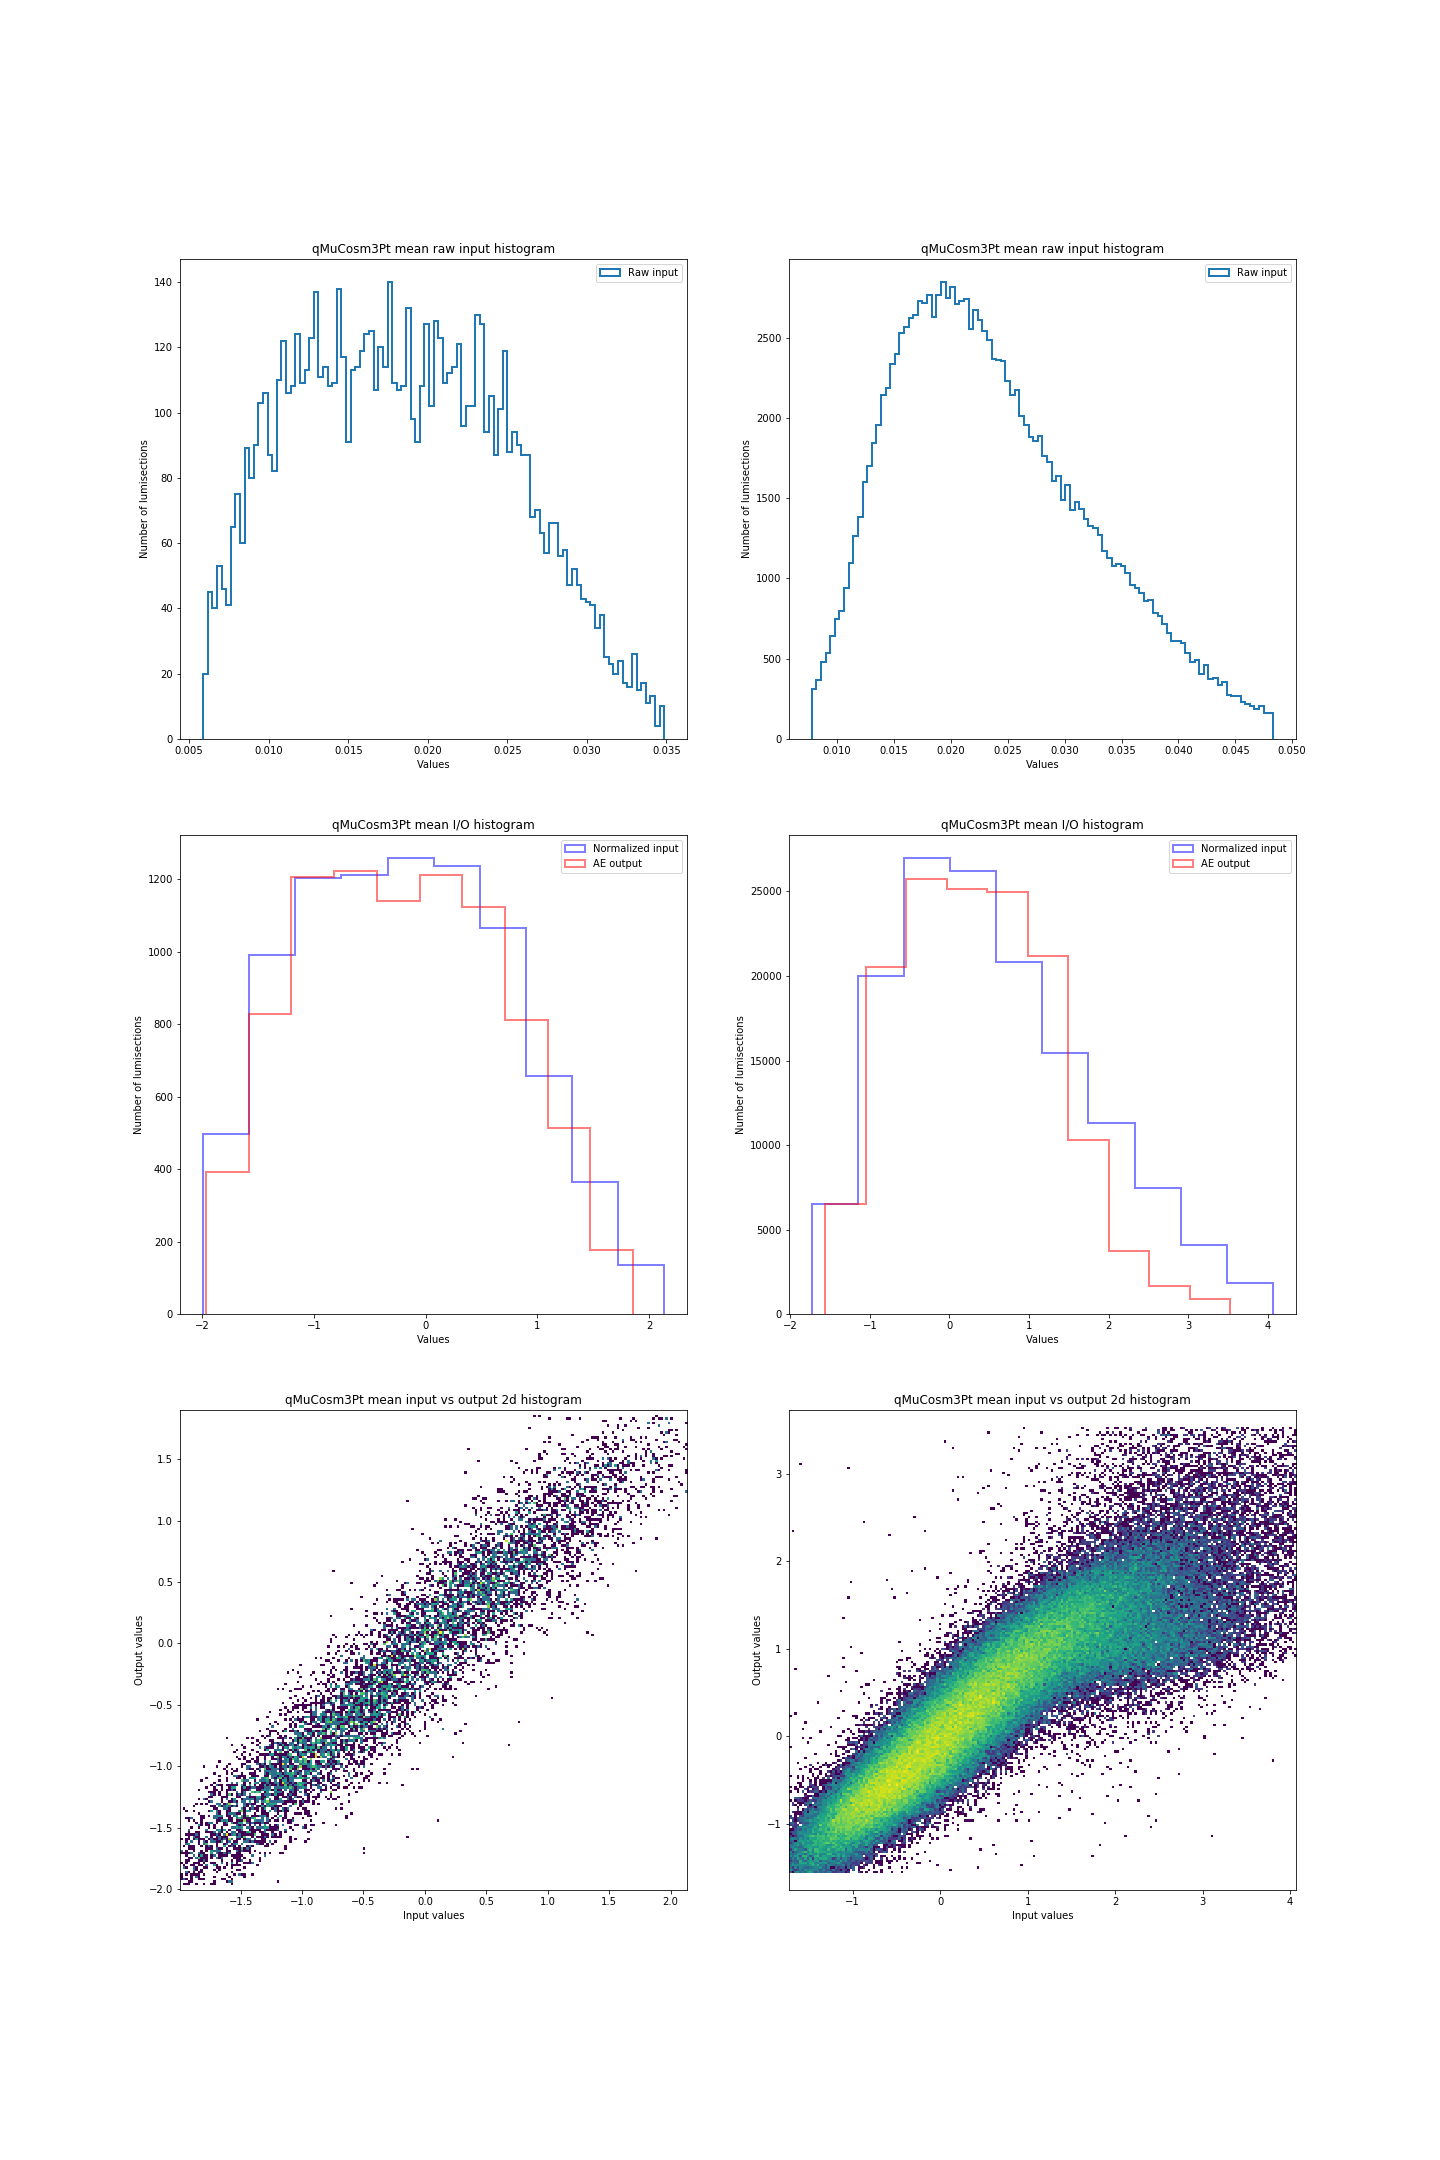 qMuCosm3Pt mean raw input histogram
Raw input
140
120
100
80
60
40
20
0
Number of lumisections
0.005 0.010 0.015 0.020 0.025 0.030 0.035
Values
qMuCosm3Pt mean raw input histogram
Raw input
2500
2000
1500
1000
500
0
Number of lumisections
0.010 0.015 0.020 0.025 0.030 0.035 0.040 0.045 0.050
Values
qMuCosm3Pt mean I/O histogram
Normalized input
AE output
1200
1000
800
600
400
200
0
Number of lumisections
−2 −1 0 1 2
Values
qMuCosm3Pt mean I/O histogram
Normalized input
AE output
25000
20000
15000
10000
5000
0
Number of lumisections
−2 −1 0 1 2 3 4
Values
qMuCosm3Pt mean input vs output 2d histogram
1.5
1.0
0.5
0.0
−0.5
−1.0
−1.5
−2.0
Output values
−1.5 −1.0 −0.5 0.0 0.5 1.0 1.5 2.0
Input values
qMuCosm3Pt mean input vs output 2d histogram
3
2
1
0
−1
Output values
−1 0 1 2 3 4
Input values